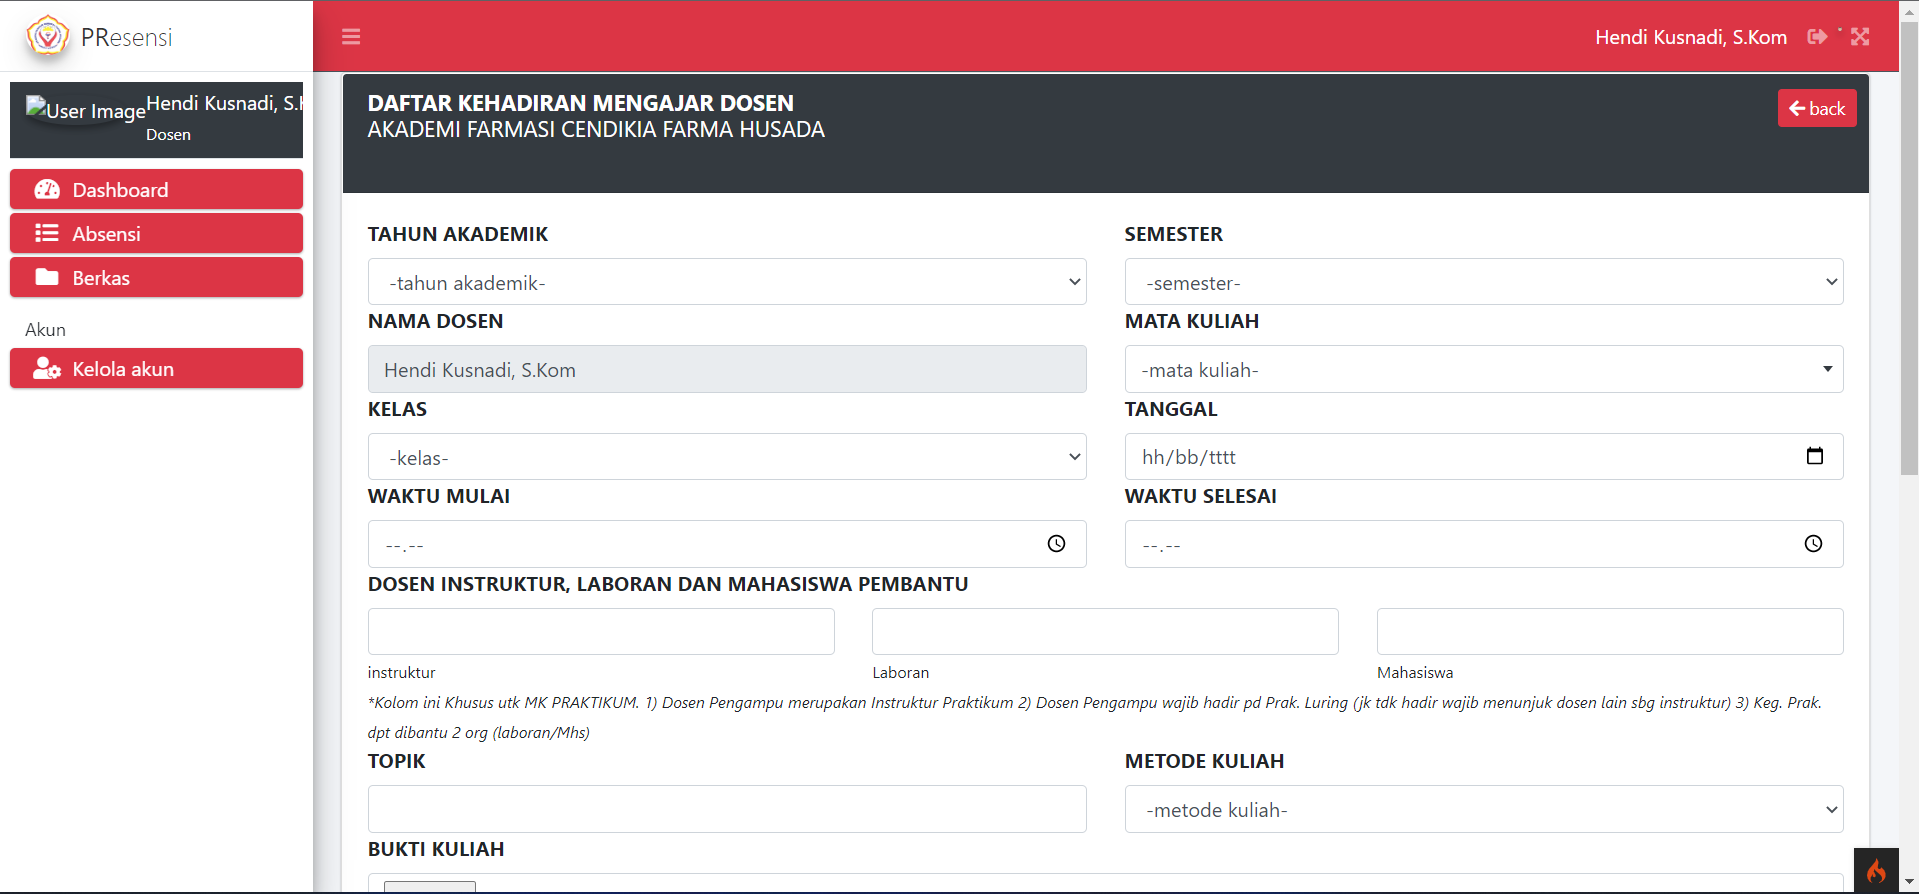 PResensi
Hendi Kusnadi, S.Kom
User Image
Hendi Kusnadi, S.
Dosen
Dashboard
Absensi
Berkas
Akun
Kelola akun
DAFTAR KEHADIRAN MENGAJAR DOSEN
AKADEMI FARMASI CENDIKIA FARMA HUSADA
back
TAHUN AKADEMIK
-tahun akademik-
SEMESTER
-semester-
NAMA DOSEN
Hendi Kusnadi, S.Kom
MATA KULIAH
-mata kuliah-
KELAS
-kelas-
TANGGAL
hh/bb/tttt
WAKTU MULAI
--.--
WAKTU SELESAI
--.--
DOSEN INSTRUKTUR, LABORAN DAN MAHASISWA PEMBANTU
instruktur
Laboran
Mahasiswa
*Kolom ini Khusus utk MK PRAKTIKUM. 1) Dosen Pengampu merupakan Instruktur Praktikum 2) Dosen Pengampu wajib hadir pd Prak. Luring (jk tdk hadir wajib menunjuk dosen lain sbg instruktur) 3) Keg. Prak.
dpt dibantu 2 org (laboran/Mhs)
TOPIK
METODE KULIAH
-metode kuliah-
BUKTI KULIAH